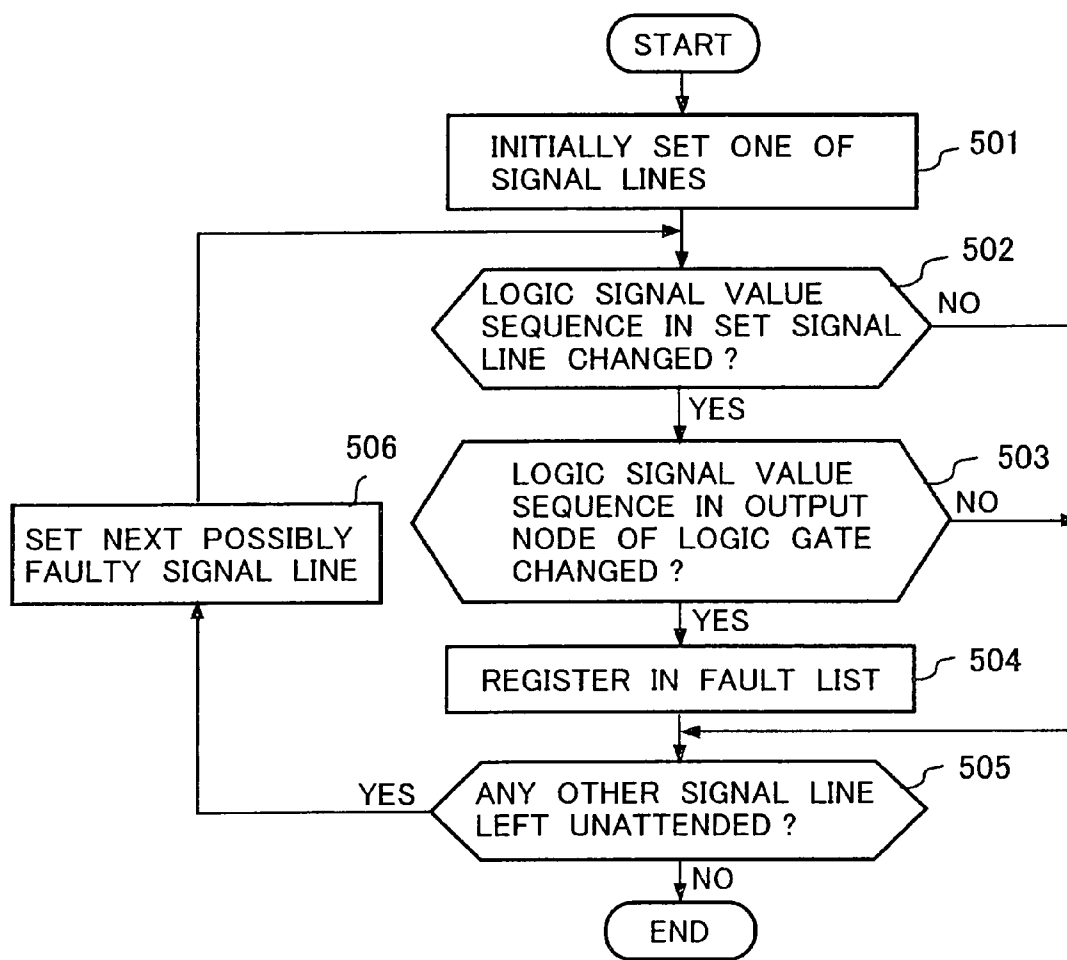 START
INITIALLY SET ONE OF
SIGNAL LINES
501
LOGIC SIGNAL VALUE
SEQUENCE IN SET SIGNAL
LINE CHANGED ?
502
NO
YES
LOGIC SIGNAL VALUE
SEQUENCE IN OUTPUT
NODE OF LOGIC GATE
CHANGED ?
503
NO
YES
506
SET NEXT POSSIBLY
FAULTY SIGNAL LINE
REGISTER IN FAULT LIST
504
ANY OTHER SIGNAL LINE
LEFT UNATTENDED ?
505
YES
NO
END